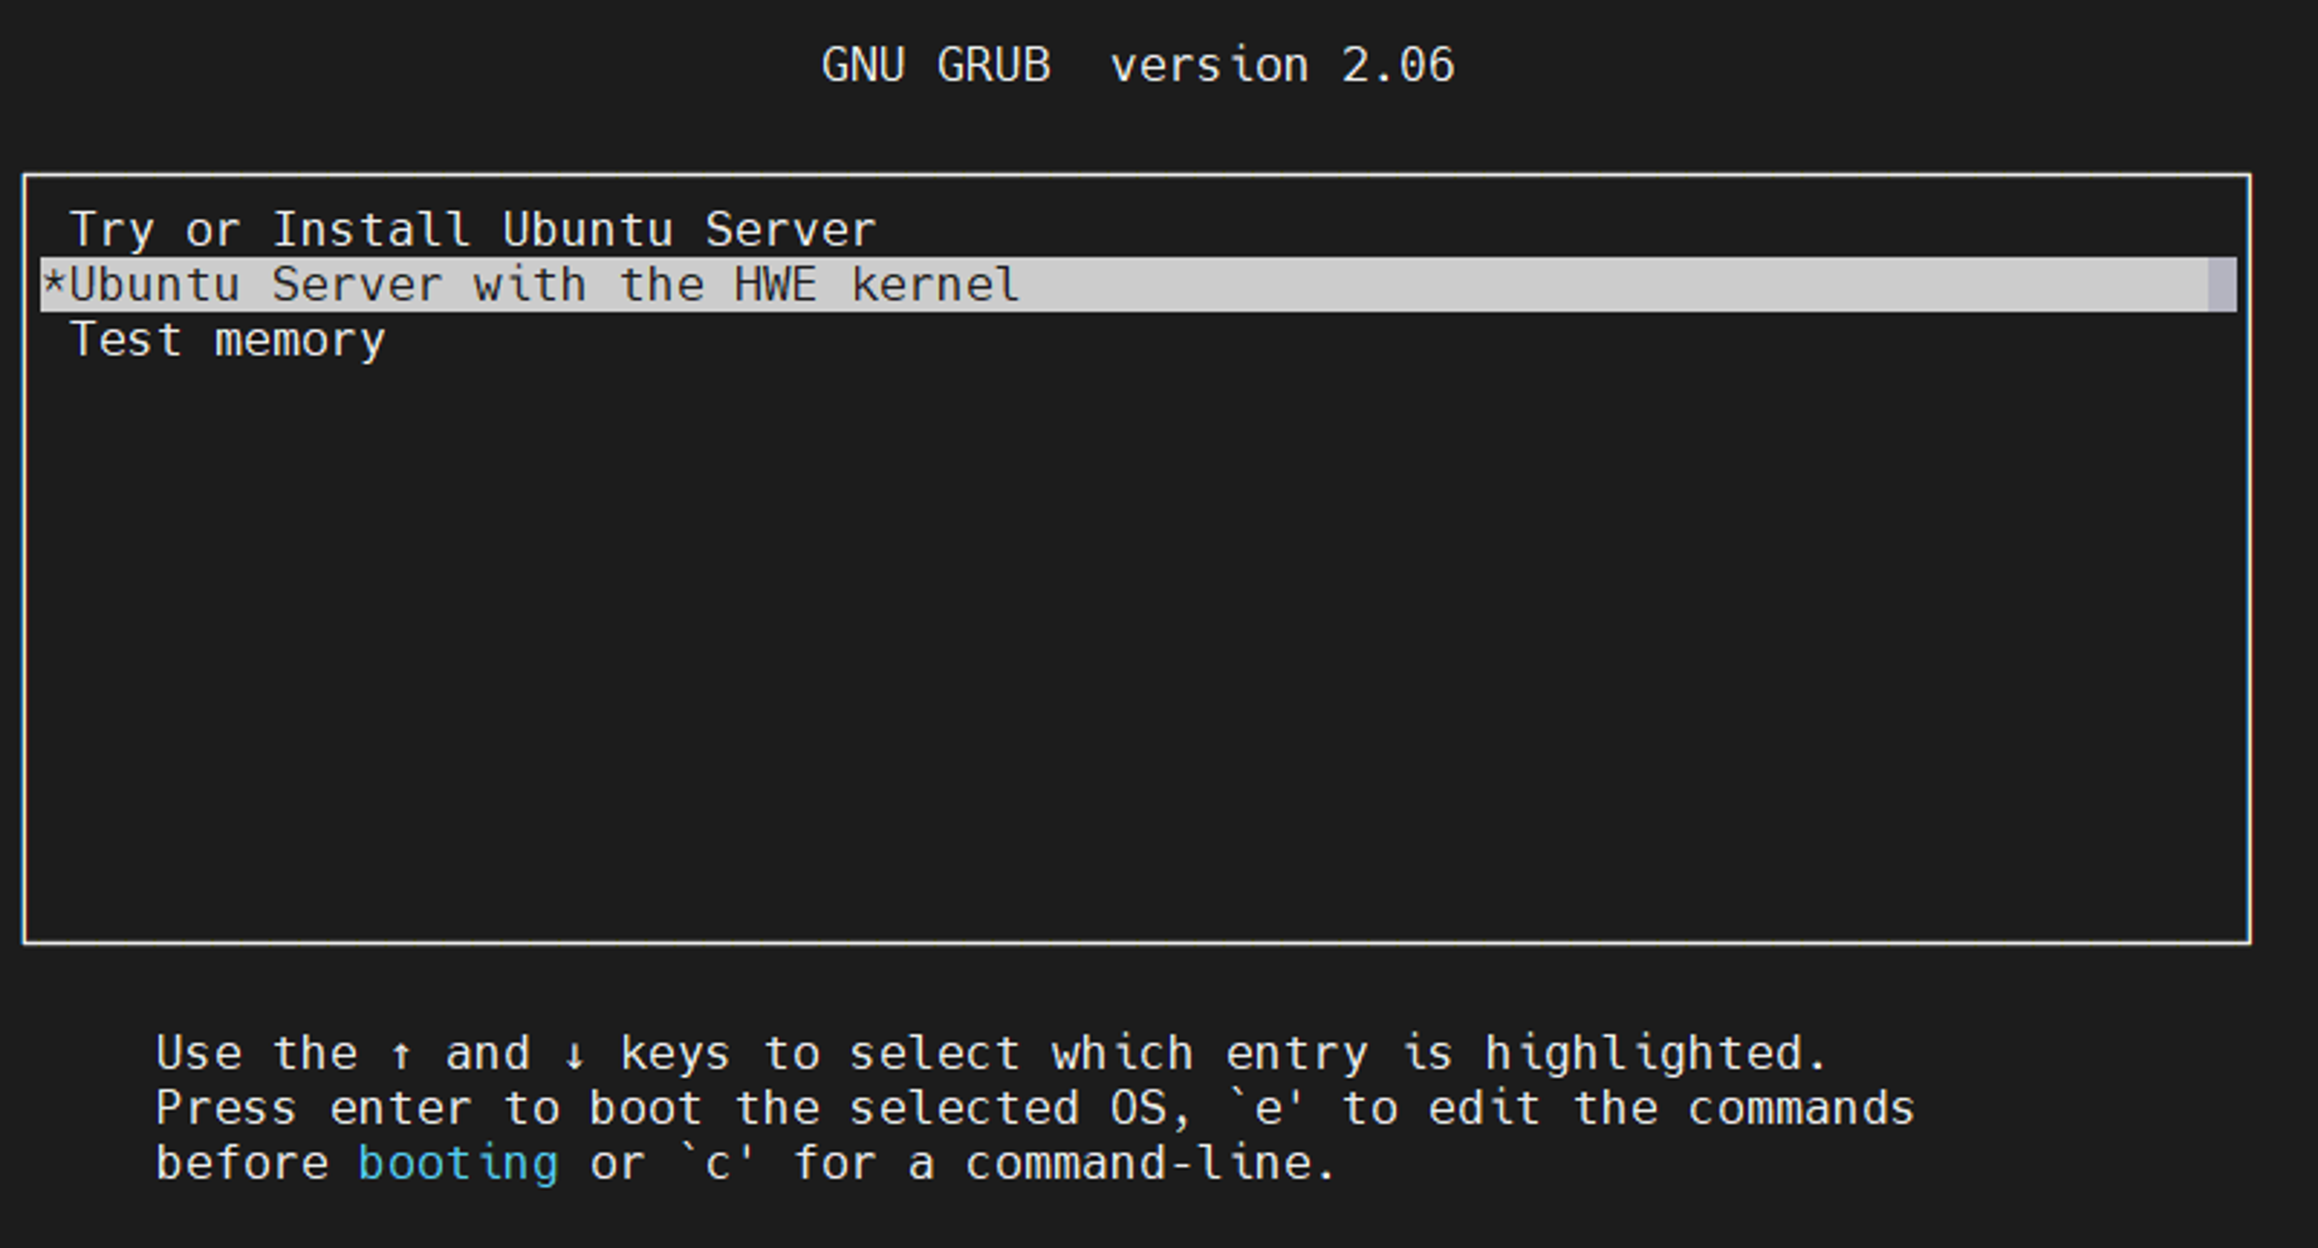 GNU GRUB  version 2.06
Try or Install Ubuntu Server
*Ubuntu Server with the HWE kernel
Test memory
Use the ↑ and ↓ keys to select which entry is highlighted.
Press enter to boot the selected OS, `e' to edit the commands
before booting or `c' for a command-line.